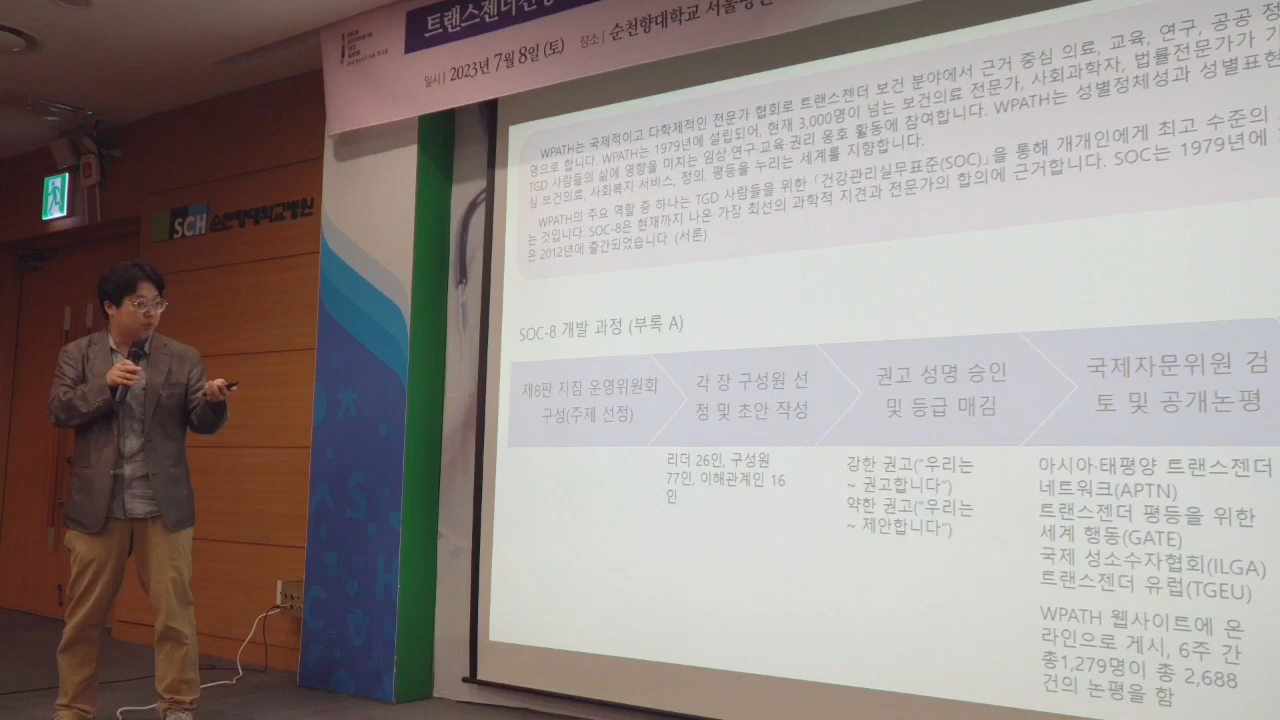 트랜스젠더건강
일시 | 2023년 7월 8일 (토) 장소 | 순천향대학교 서울병원
SCH 순천향대학교병원
WPATH는 국제적이고 다학제적인 전문가 협회로 트랜스젠더 보건 분야에서 근거 중심 의료, 교육, 연구, 공공 정
명으로 합니다. WPATH는 1979년에 설립되어, 현재 3,000명이 넘는 보건의료 전문가, 사회과학자, 법률전문가가 기
TGD 사람들의 삶에 영향을 미치는 임상·연구·교육·권리 옹호 활동에 참여합니다. WPATH는 성별정체성과 성별표현
심 보건의료, 사회복지 서비스, 정의, 평등을 누리는 세계를 지향합니다.
WPATH의 주요 역할 중 하나는 TGD 사람들을 위한 「건강관리실무표준(SOC)」을 통해 개개인에게 최고 수준의
는 것입니다. SOC-8은 현재까지 나온 가장 최선의 과학적 지견과 전문가의 합의에 근거합니다. SOC는 1979년에
은 2012년에 출간되었습니다. (서론)
SOC-8 개발 과정 (부록 A)
제8판 지침 운영위원회
구성(주제 선정)
각 장 구성원 선
정 및 초안 작성
권고 성명 승인
및 등급 매김
국제자문위원 검
토 및 공개논평
리더 26인, 구성원
77인, 이해관계인 16
인
강한 권고("우리는
~ 권고합니다")
약한 권고("우리는
~ 제안합니다")
아시아·태평양 트랜스젠더
네트워크(APTN)
트랜스젠더 평등을 위한
세계 행동(GATE)
국제 성소수자협회(ILGA)
트랜스젠더 유럽(TGEU)
WPATH 웹사이트에 온
라인으로 게시, 6주 간
총1,279명이 총 2,688
건의 논평을 함